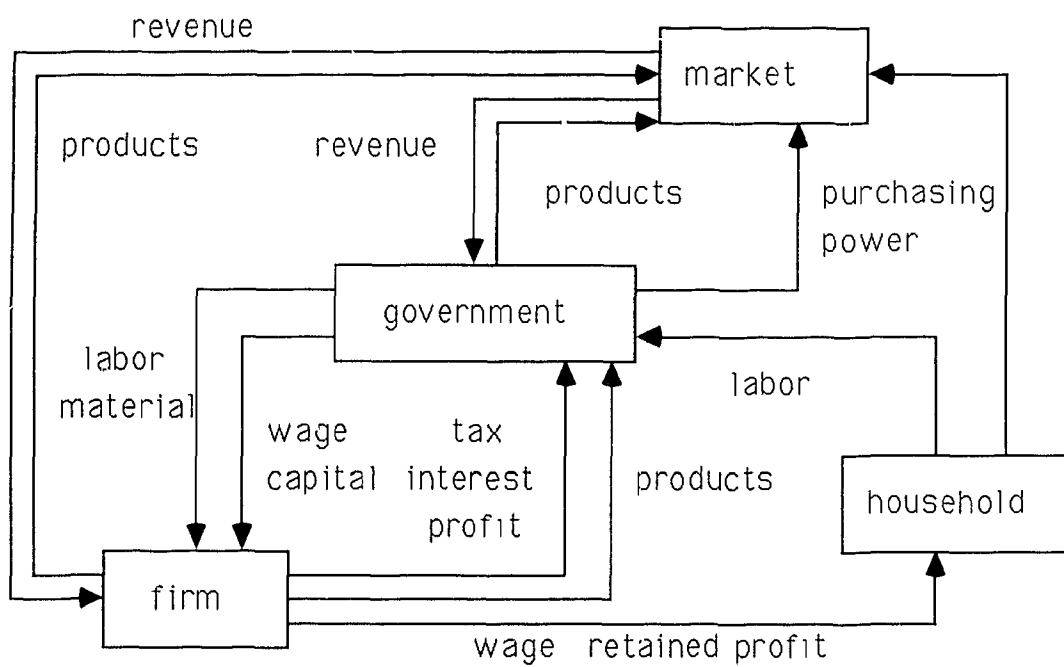 revenue
market
products
revenue
products
purchasing
power
government
labor
material
labor
wage
capital
tax
interest
profit
products
household
firm
wage retained profit